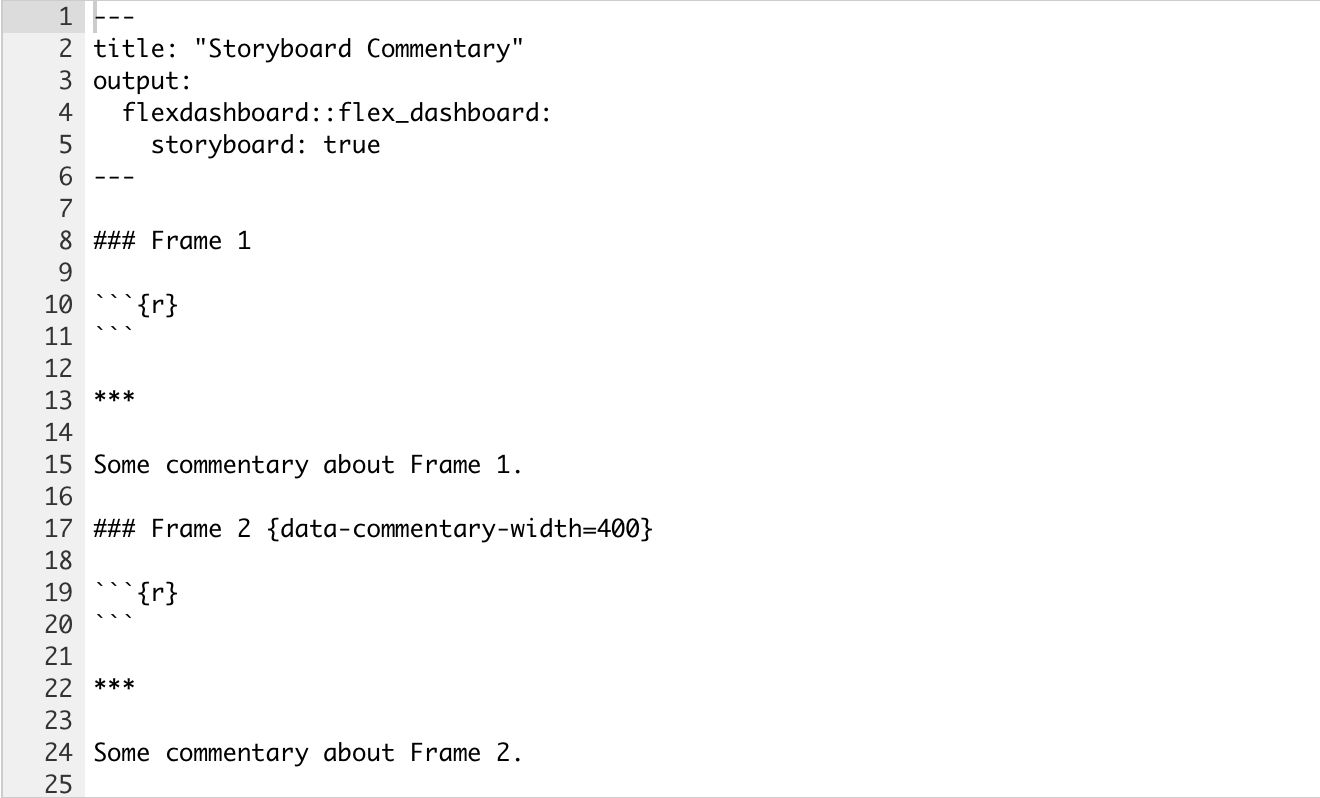 1 ---
2 title: "Storyboard Commentary"
3 output:
4   flexdashboard::flex_dashboard:
5     storyboard: true
6 ---
7
8 ### Frame 1
9
10 ```{r}
11 ```
12
13 ***
14
15 Some commentary about Frame 1.
16
17 ### Frame 2 {data-commentary-width=400}
18
19 ```{r}
20 ```
21
22 ***
23
24 Some commentary about Frame 2.
25